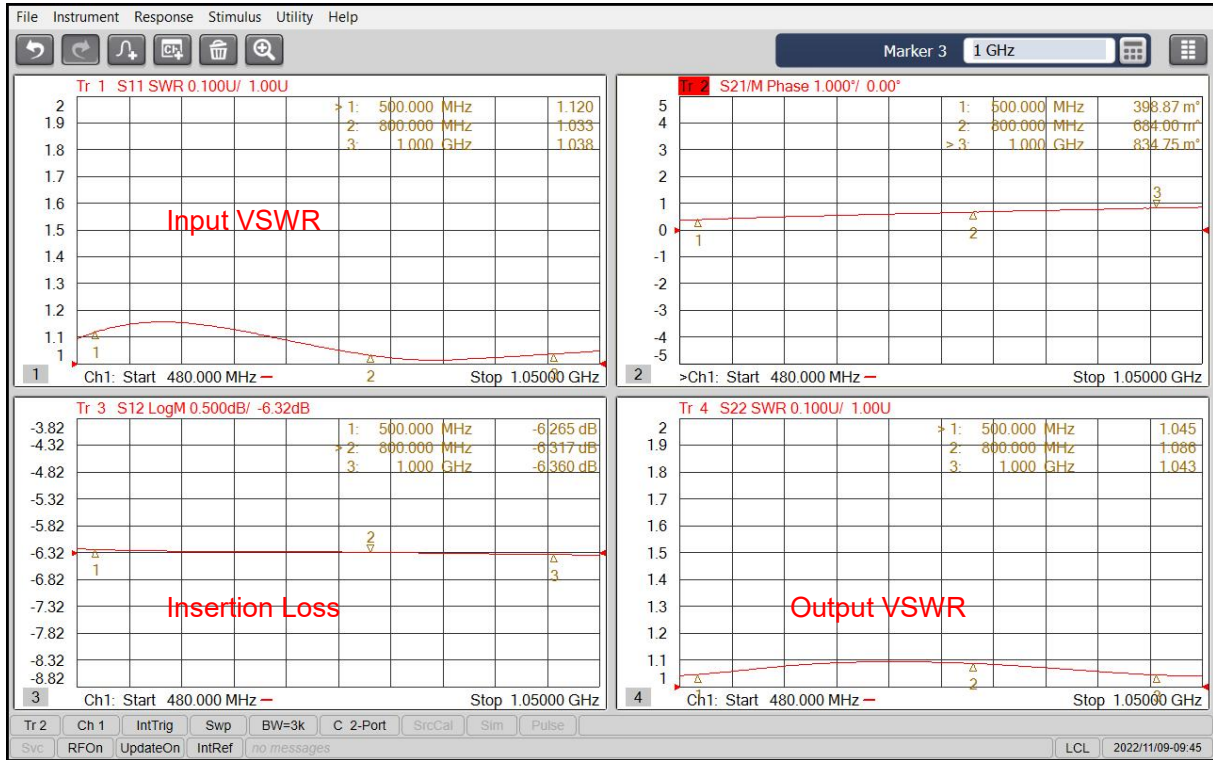 File Instrument Response Stimulus Utility Help
Marker 3 1 GHz
Tr 1 S11 SWR 0.100U/ 1.00U
> 1: 500.000 MHz 1.120
2: 800.000 MHz 1.033
3: 1.000 GHz 1.038
2
1.9
1.8
1.7
1.6
1.5
1.4
1.3
1.2
1.1
1
Input VSWR
1
2
3
1 Ch1: Start 480.000 MHz Stop 1.05000 GHz
Tr 2 S21/M Phase 1.000°/ 0.00°
1: 500.000 MHz 398.87 m°
2: 800.000 MHz 684.00 m°
> 3: 1.000 GHz 834.75 m°
5
4
3
2
1
0
-1
-2
-3
-4
-5
1
2
3
2 >Ch1: Start 480.000 MHz Stop 1.05000 GHz
Tr 3 S12 LogM 0.500dB/ -6.32dB
1: 500.000 MHz -6.265 dB
> 2: 800.000 MHz -6.317 dB
3: 1.000 GHz -6.360 dB
-3.82
-4.32
-4.82
-5.32
-5.82
-6.32
-6.82
-7.32
-7.82
-8.32
-8.82
1
2
3
Insertion Loss
3 Ch1: Start 480.000 MHz Stop 1.05000 GHz
Tr 4 S22 SWR 0.100U/ 1.00U
> 1: 500.000 MHz 1.045
2: 800.000 MHz 1.086
3: 1.000 GHz 1.043
2
1.9
1.8
1.7
1.6
1.5
1.4
1.3
1.2
1.1
1
Output VSWR
1
2
3
4 Ch1: Start 480.000 MHz Stop 1.05000 GHz
Tr 2 Ch 1 IntTrig Swp BW=3k C 2-Port SrcCal Sim Pulse
Svc RFOn UpdateOn IntRef no messages LCL 2022/11/09-09:45